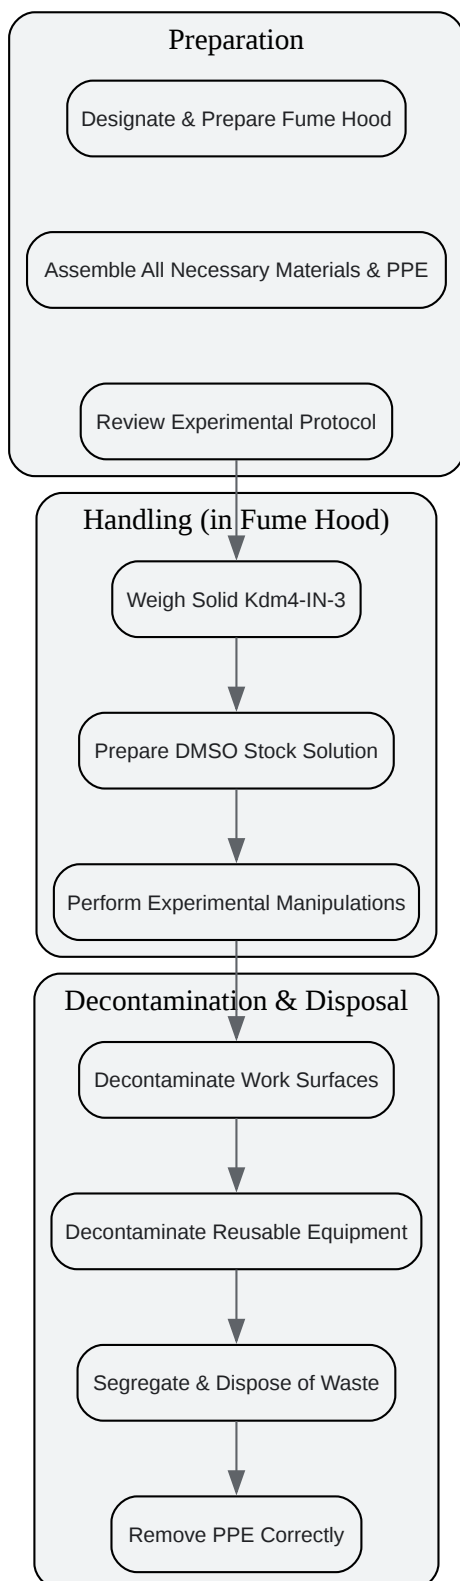 Preparation
Designate & Prepare Fume Hood
Assemble All Necessary Materials & PPE
Review Experimental Protocol
Handling (in Fume Hood)
Weigh Solid Kdm4-IN-3
Prepare DMSO Stock Solution
Perform Experimental Manipulations
Decontamination & Disposal
Decontaminate Work Surfaces
Decontaminate Reusable Equipment
Segregate & Dispose of Waste
Remove PPE Correctly